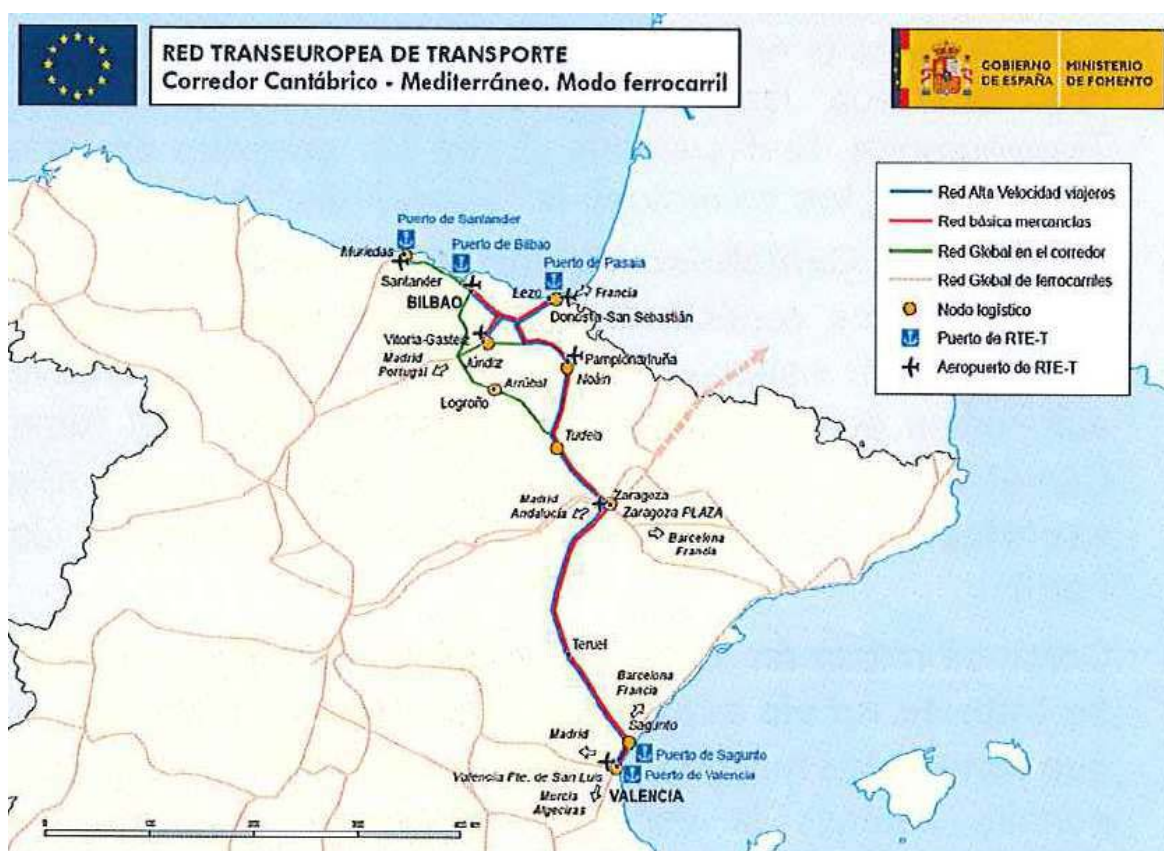 RED TRANSEUROPEA DE TRANSPORTE
Corredor Cantábrico - Mediterráneo. Modo ferrocarril
GOBIERNO
DE ESPAÑA
MINISTERIO
DE FOMENTO
Red Alta Velocidad viajeros
Red básica mercancías
Red Global en el corredor
Red Global de ferrocarriles
Nodo logístico
Puerto de RTE-T
Aeropuerto de RTE-T
Puerto de Santander
Muriedas
Puerto de Bilbao
Santander
BILBAO
Puerto de Pasaia
Lezo
Francia
Donostia-San Sebastián
Vitoria-Gasteiz
Júndiz
Madrid
Portugal
Pamplona/Iruña
Noáin
Arrúbal
Logroño
Tudela
Madrid
Andalucía
Zaragoza
Zaragoza PLAZA
Barcelona
Francia
Teruel
Barcelona
Francia
Sagunto
Madrid
Puerto de Sagunto
Valencia Fte. de San Luis
Puerto de Valencia
Murcia
Algeciras
VALENCIA